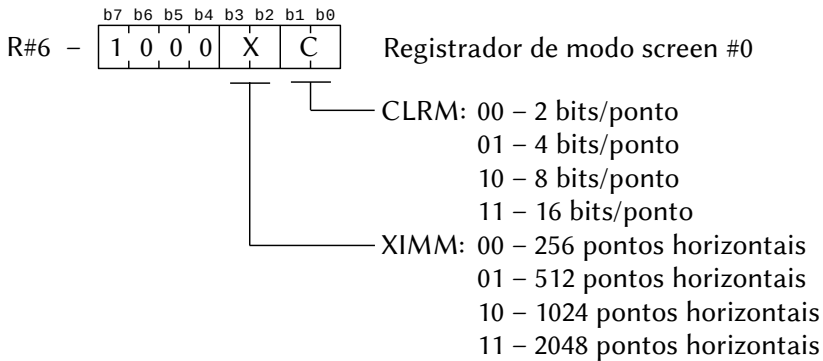 b7 b6 b5 b4 b3 b2 b1 b0
R#6 – 1 0 0 0 X C Registrador de modo screen #0
CLRM: 00 – 2 bits/ponto
01 – 4 bits/ponto
10 – 8 bits/ponto
11 – 16 bits/ponto
XIMM: 00 – 256 pontos horizontais
01 – 512 pontos horizontais
10 – 1024 pontos horizontais
11 – 2048 pontos horizontais